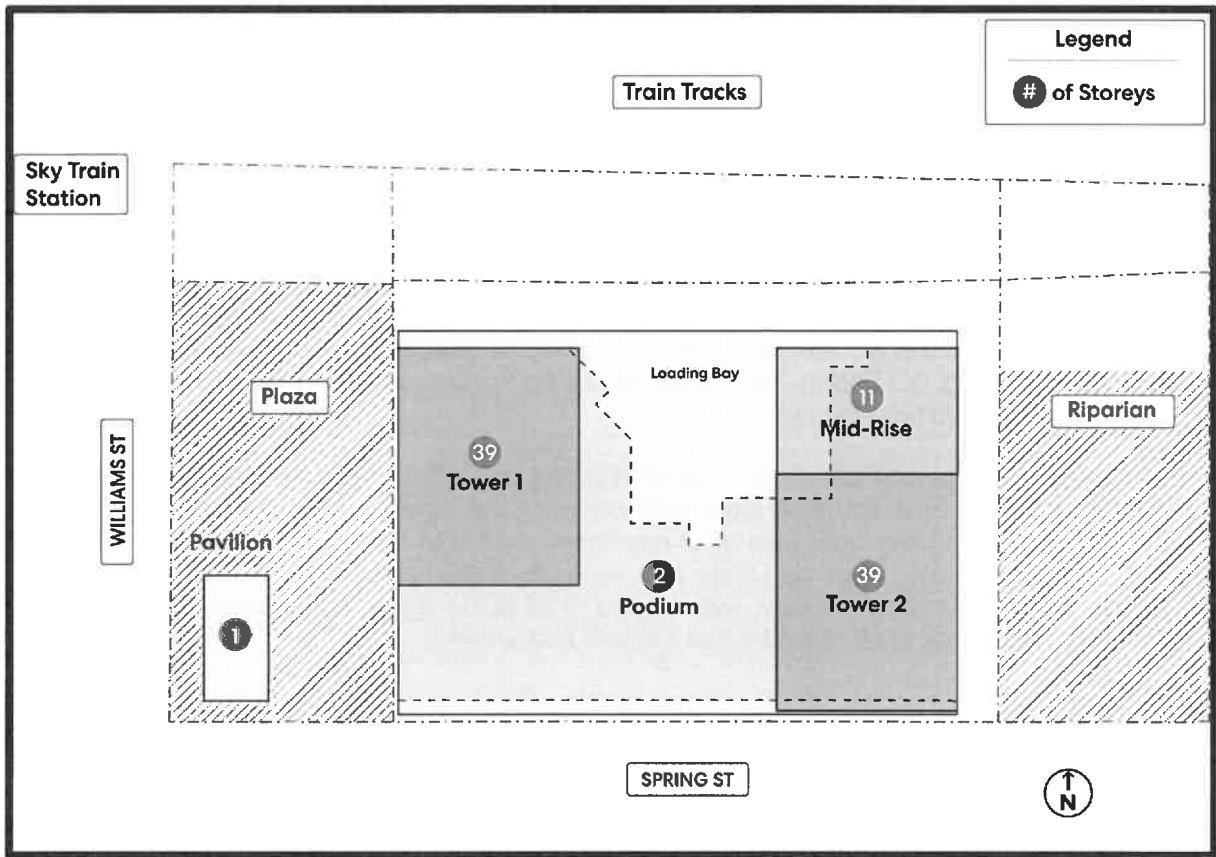 Legend
# of Storeys
Train Tracks
Sky Train
Station
Loading Bay
Plaza
11
Mid-Rise
Riparian
39
Tower 1
WILLIAMS ST
Pavilion
2
Podium
39
Tower 2
1
SPRING ST
N